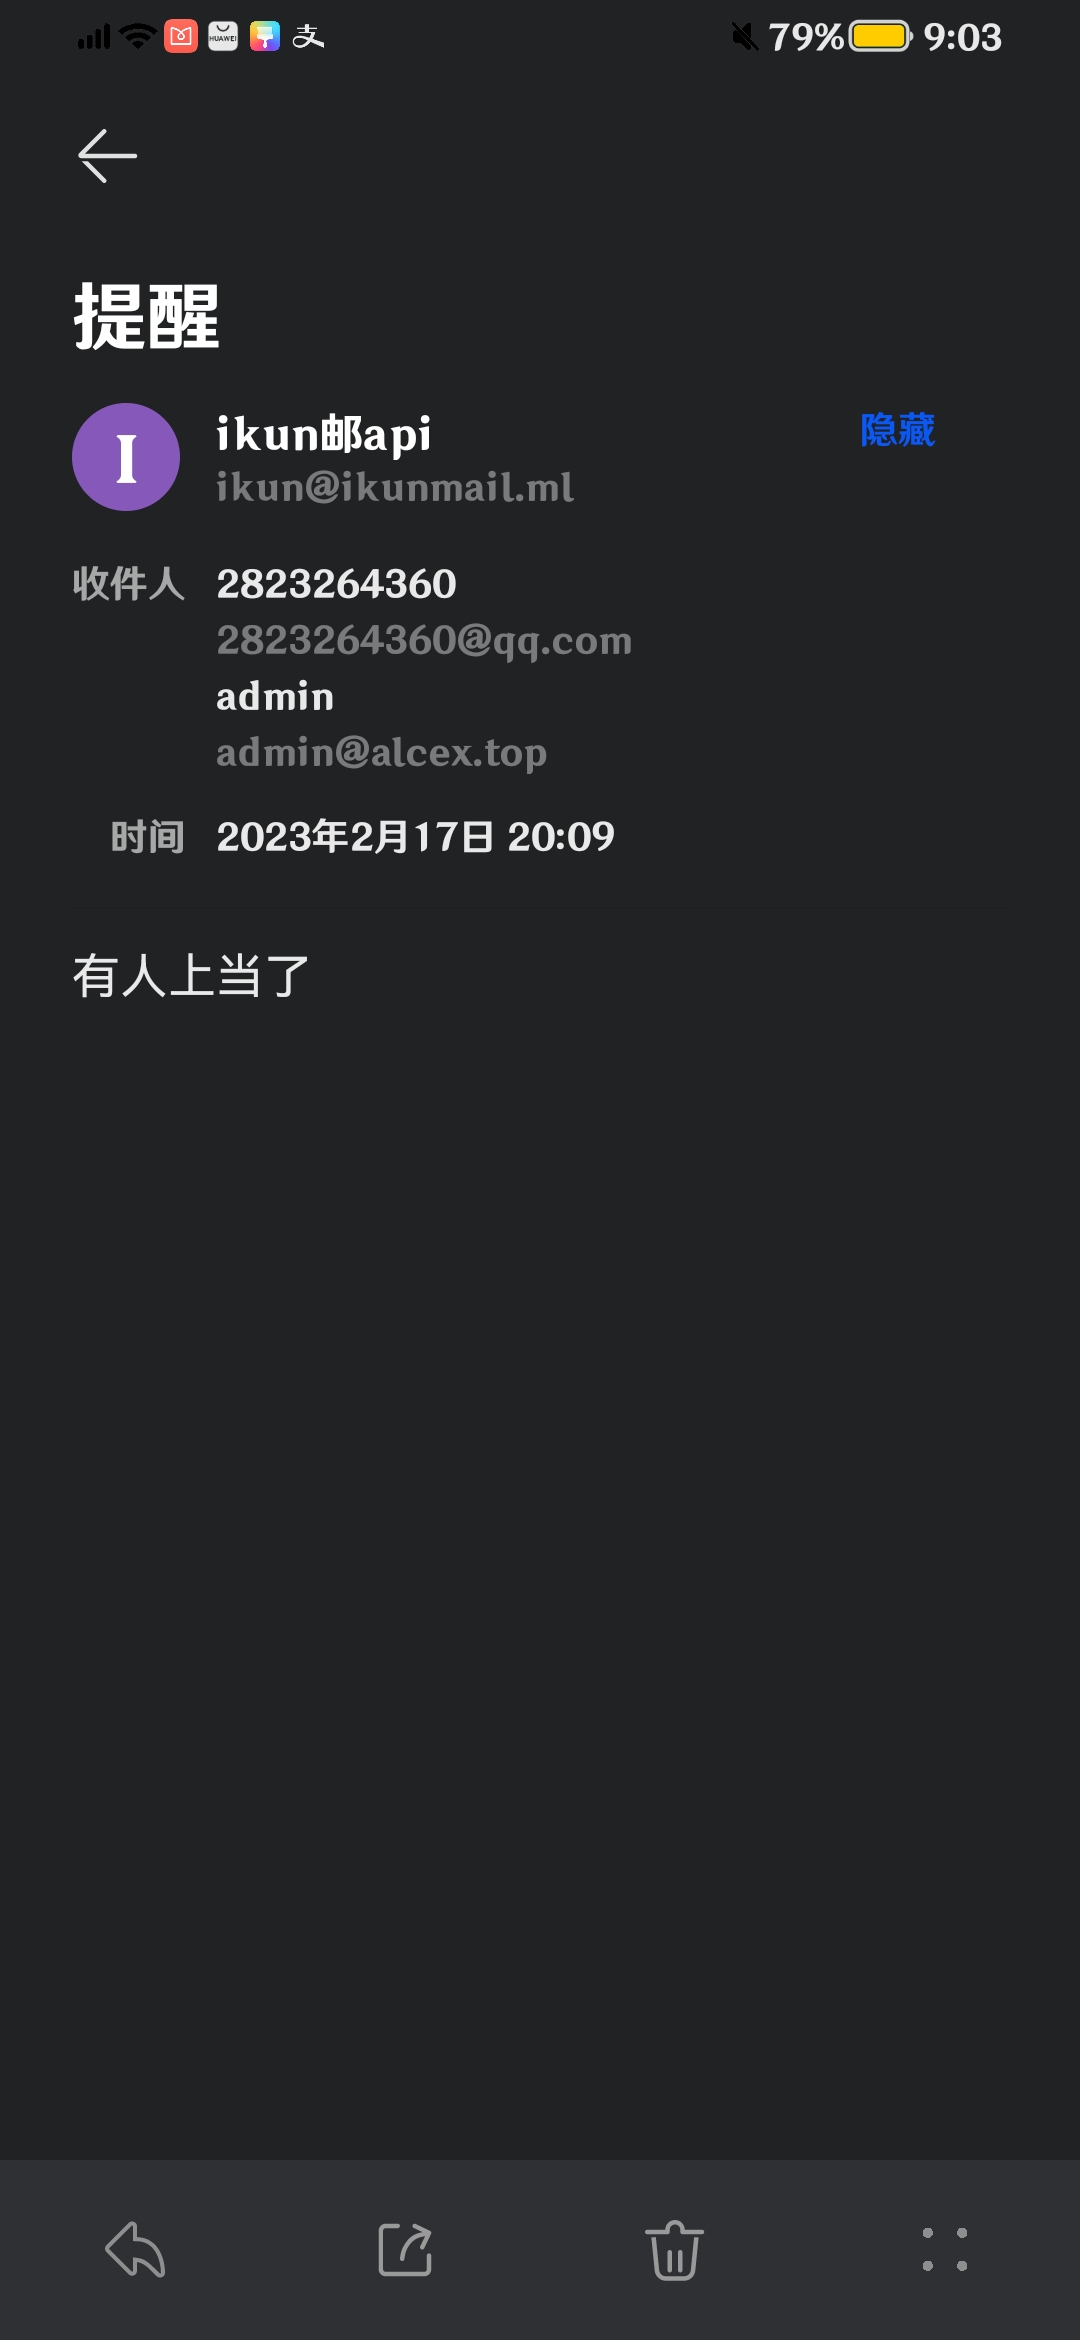 79% 9:03
HUAWEI
提醒
I
ikun邮api
隐藏
ikun@ikunmail.ml
收件人 2823264360
2823264360@qq.com
admin
admin@alcex.top
时间 2023年2月17日 20:09
有人上当了